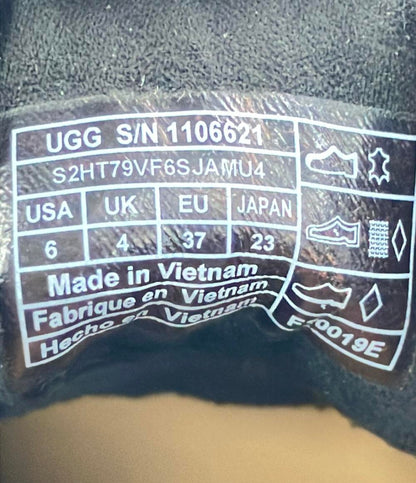 UGG S/N 1106621
S2HT79VF6SJAMU4
USA UK EU JAPAN
6 4 37 23
Made in Vietnam
Fabrique en Vietnam
Hecho en Vietnam